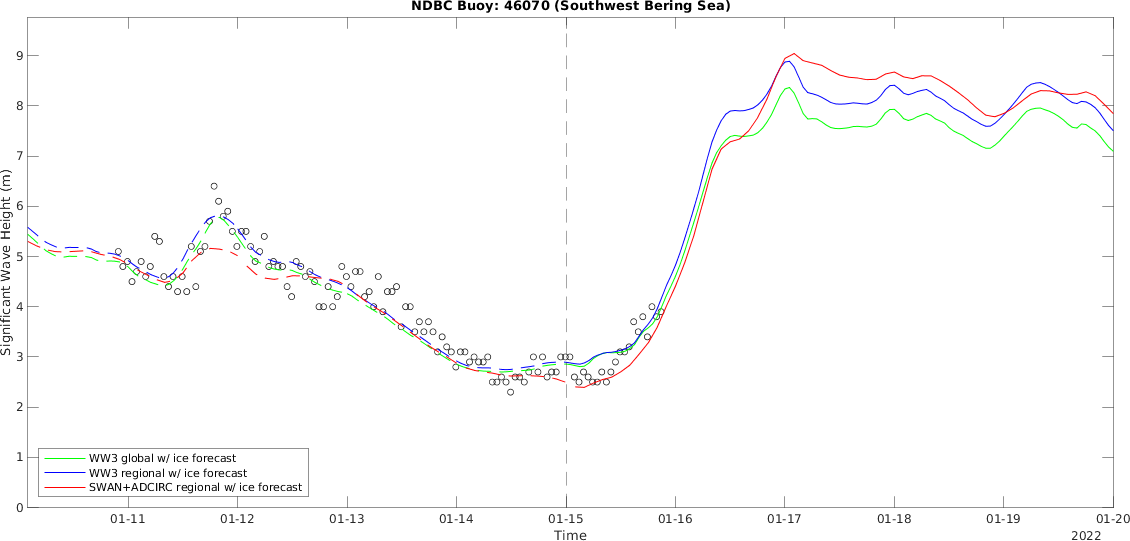 NDBC Buoy: 46070 (Southwest Bering Sea)
Significant Wave Height (m)
9
8
7
6
5
4
3
2
1
0
WW3 global w/ ice forecast
WW3 regional w/ ice forecast
SWAN+ADCIRC regional w/ ice forecast
01-11 01-12 01-13 01-14 01-15 01-16 01-17 01-18 01-19 01-20
Time
2022